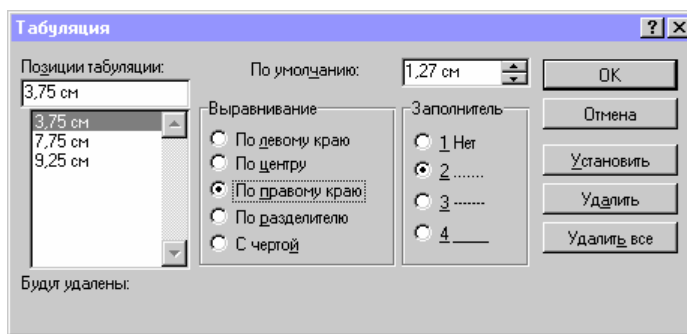 Табуляция
Позиции табуляции:
3,75 см
3,75 см
7,75 см
9,25 см
Будут удалены:
По умолчанию:
1,27 см
Выравнивание
По левому краю
По центру
По правому краю
По разделителю
С чертой
Заполнитель
1 Нет
2 .......
3 -------
4 ____
OK
Отмена
Установить
Удалить
Удалить все